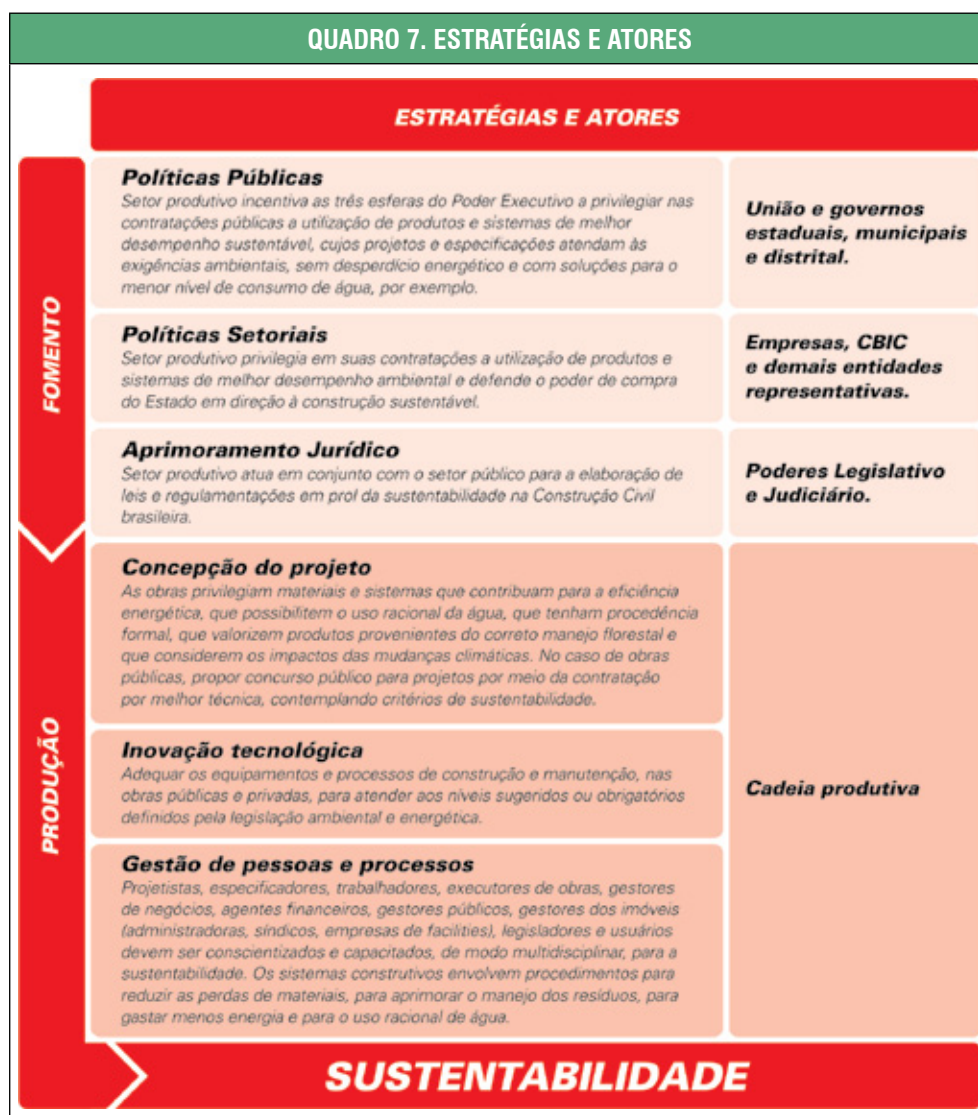 QUADRO 7. ESTRATÉGIAS E ATORES
ESTRATÉGIAS E ATORES
FOMENTO
Políticas Públicas
Setor produtivo incentiva as três esferas do Poder Executivo a privilegiar nas
contratações públicas a utilização de produtos e sistemas de melhor
desempenho sustentável, cujos projetos e especificações atendam às
exigências ambientais, sem desperdício energético e com soluções para o
menor nível de consumo de água, por exemplo.
União e governos
estaduais, municipais
e distrital.
Políticas Setoriais
Setor produtivo privilegia em suas contratações a utilização de produtos e
sistemas de melhor desempenho ambiental e defende o poder de compra
do Estado em direção à construção sustentável.
Empresas, CBIC
e demais entidades
representativas.
Aprimoramento Jurídico
Setor produtivo atua em conjunto com o setor público para a elaboração de
leis e regulamentações em prol da sustentabilidade na Construção Civil
brasileira.
Poderes Legislativo
e Judiciário.
PRODUÇÃO
Concepção do projeto
As obras privilegiam materiais e sistemas que contribuam para a eficiência
energética, que possibilitem o uso racional da água, que tenham procedência
formal, que valorizem produtos provenientes do correto manejo florestal e
que considerem os impactos das mudanças climáticas. No caso de obras
públicas, propor concurso público para projetos por meio da contratação
por melhor técnica, contemplando critérios de sustentabilidade.
Inovação tecnológica
Adequar os equipamentos e processos de construção e manutenção, nas
obras públicas e privadas, para atender aos níveis sugeridos ou obrigatórios
definidos pela legislação ambiental e energética.
Cadeia produtiva
Gestão de pessoas e processos
Projetistas, especificadores, trabalhadores, executores de obras, gestores
de negócios, agentes financeiros, gestores públicos, gestores dos imóveis
(administradoras, síndicos, empresas de facilities), legisladores e usuários
devem ser conscientizados e capacitados, de modo multidisciplinar, para a
sustentabilidade. Os sistemas construtivos envolvem procedimentos para
reduzir as perdas de materiais, para aprimorar o manejo dos resíduos, para
gastar menos energia e para o uso racional de água.
SUSTENTABILIDADE